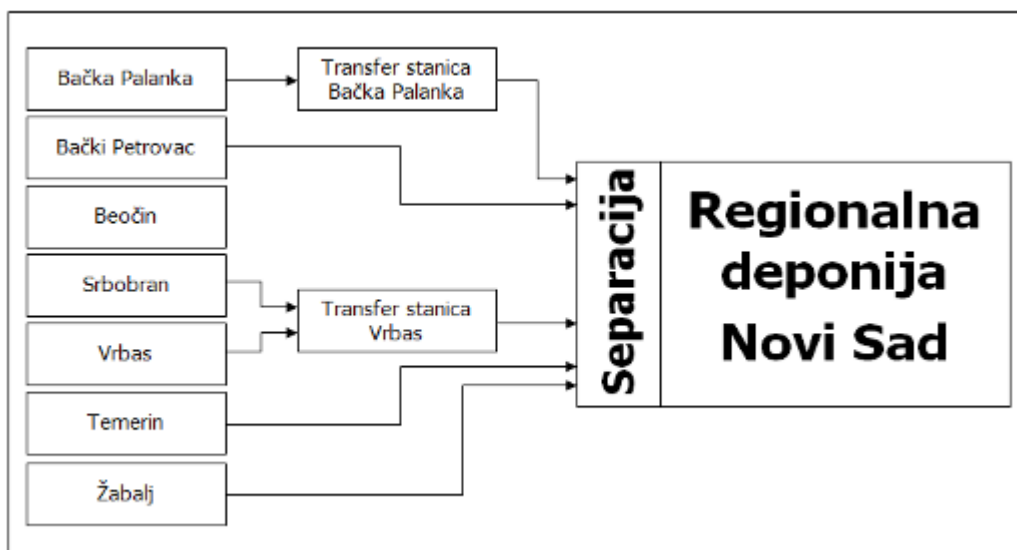 Bačka Palanka
Transfer stanica
Bačka Palanka
Bački Petrovac
Beočin
Srbobran
Transfer stanica
Vrbas
Vrbas
Temerin
Žabalj
Separacija
Regionalna
deponija
Novi Sad